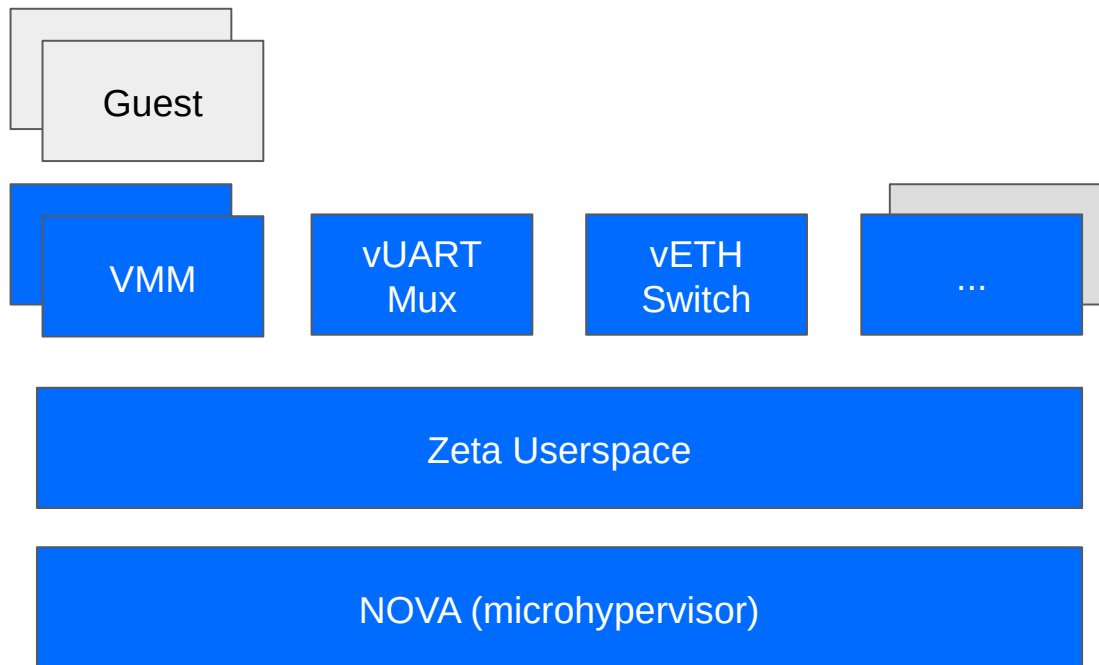 Guest
VMM
vUART
Mux
vETH
Switch
...
Zeta Userspace
NOVA (microhypervisor)